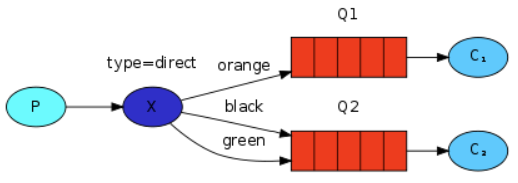 Q1
type=direct
orange
C₁
P
X
black
Q2
green
C₂